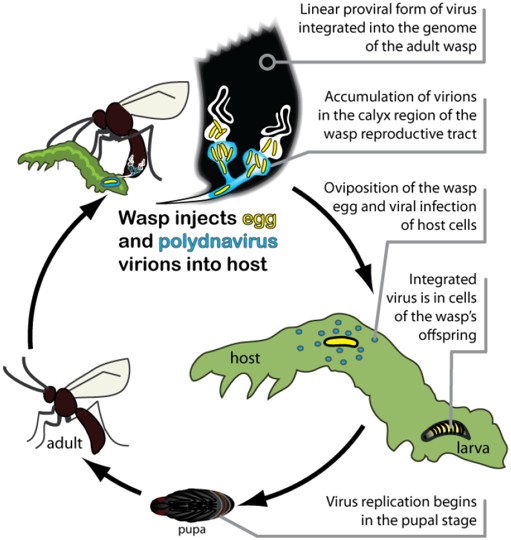 Linear proviral form of virus
integrated into the genome
of the adult wasp
Accumulation of virions
in the calyx region of the
wasp reproductive tract
Wasp injects egg
and polydnavirus
virions into host
Oviposition of the wasp
egg and viral infection
of host cells
Integrated
virus is in cells
of the wasp's
offspring
host
larva
adult
pupa
Virus replication begins
in the pupal stage